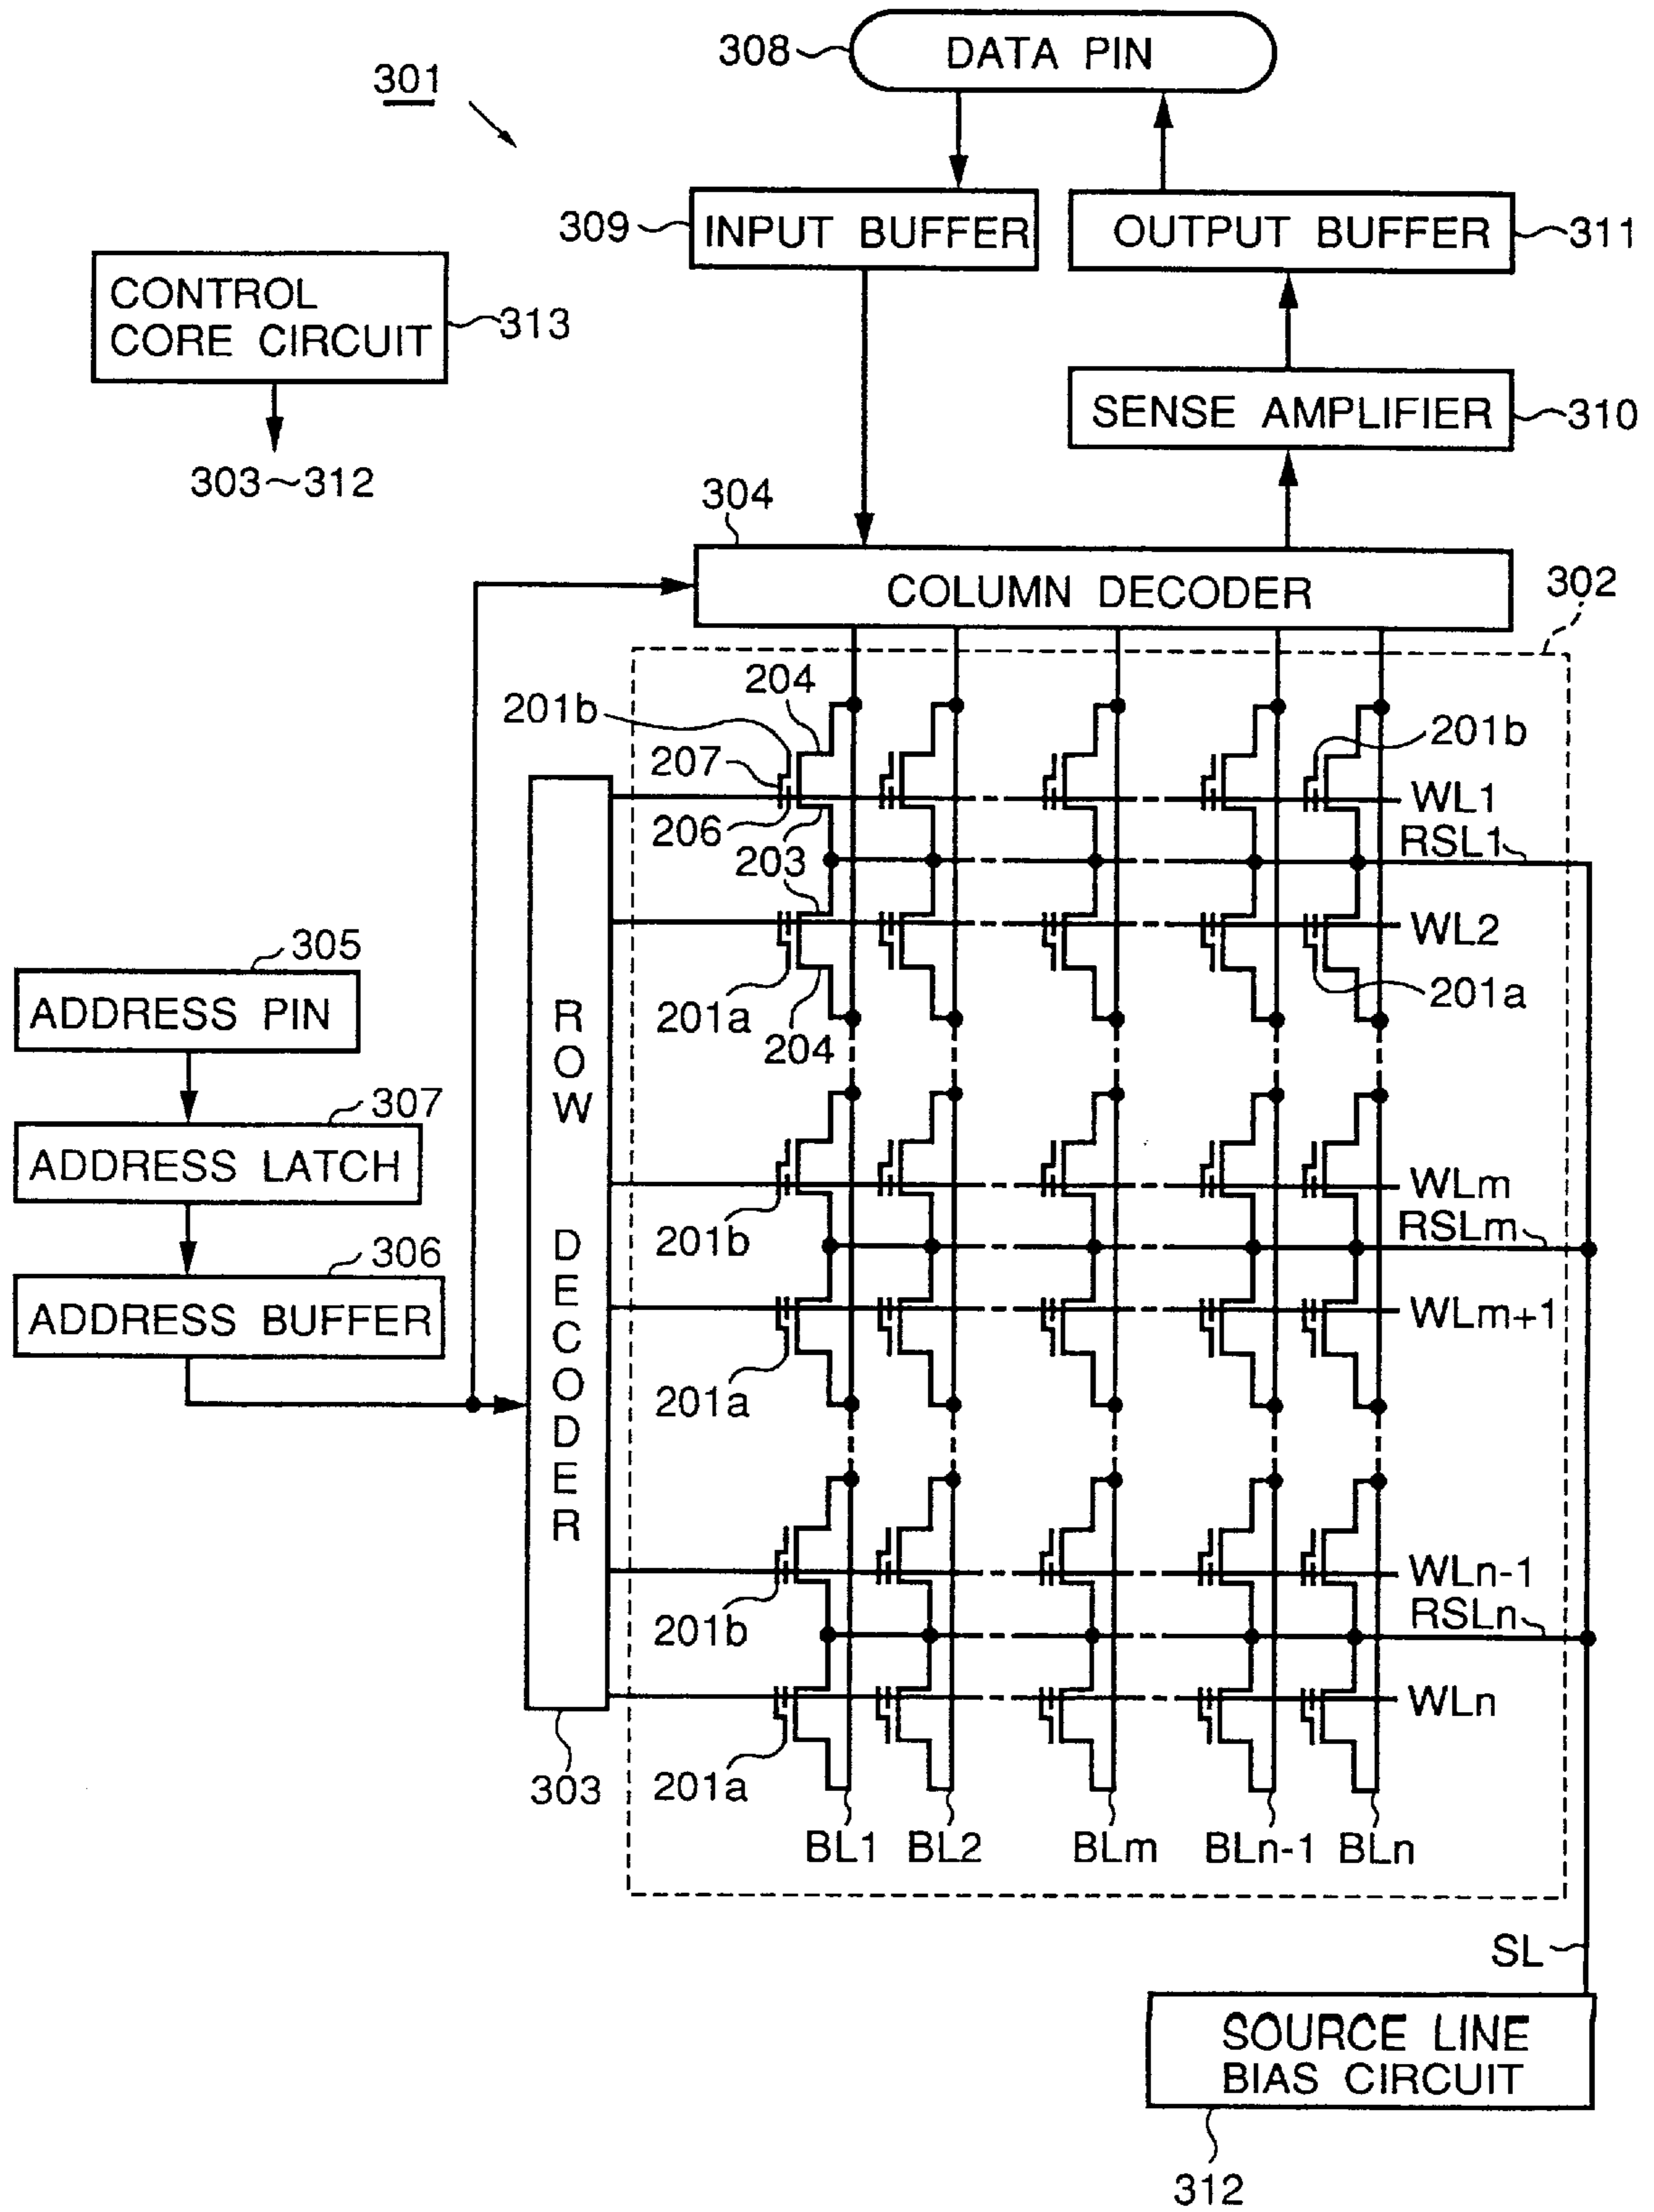 308 DATA PIN
301
309 INPUT BUFFER
OUTPUT BUFFER 311
CONTROL
CORE CIRCUIT 313
303~312
SENSE AMPLIFIER 310
304
COLUMN DECODER
302
204
201b
201b
207
WL1
206
203
RSL1
WL2
201a
204
201a
305
ADDRESS PIN
307
ADDRESS LATCH
306
ADDRESS BUFFER
ROW DECODER
303
WLm
201b
RSLm
WLm+1
201a
WLn-1
201b
RSLn
WLn
201a
BL1 BL2 BLm BLn-1 BLn
SL
SOURCE LINE
BIAS CIRCUIT
312